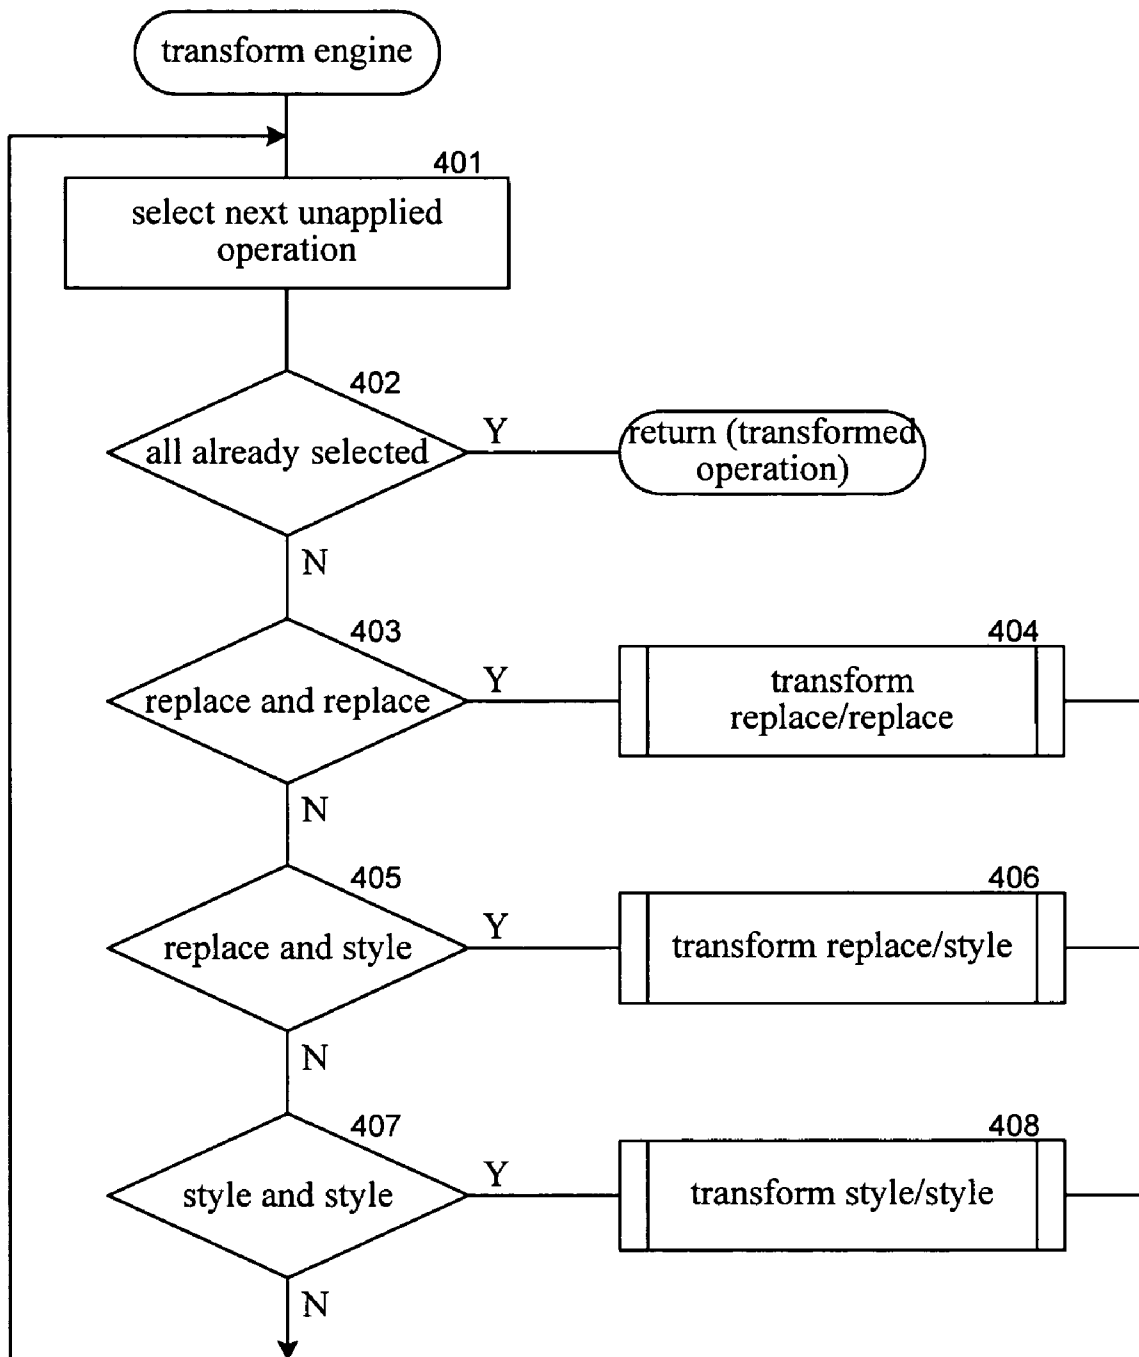 transform engine
401
select next unapplied
operation
402
all already selected
Y
return (transformed
operation)
N
403
replace and replace
Y
404
transform
replace/replace
N
405
replace and style
Y
406
transform replace/style
N
407
style and style
Y
408
transform style/style
N